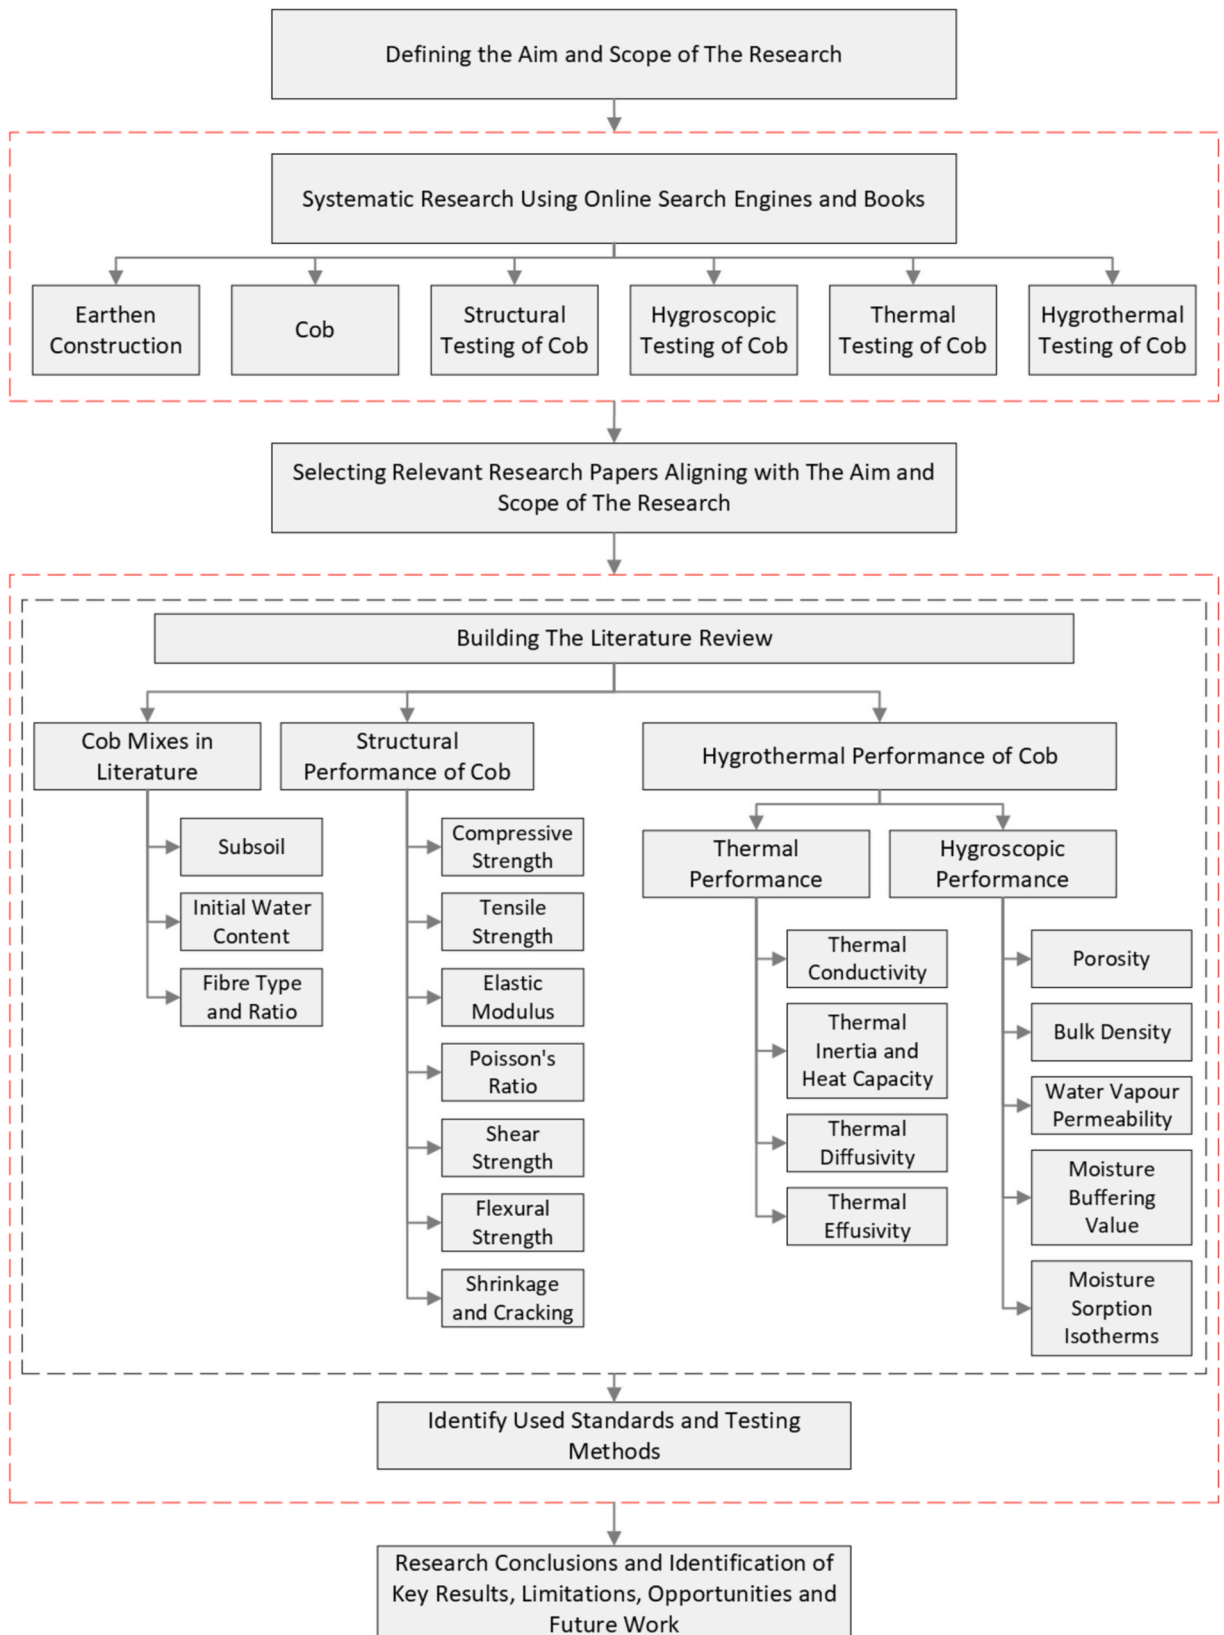 Defining the Aim and Scope of The Research
Systematic Research Using Online Search Engines and Books
Earthen
Construction
Cob
Structural
Testing of Cob
Hygroscopic
Testing of Cob
Thermal
Testing of Cob
Hygrothermal
Testing of Cob
Selecting Relevant Research Papers Aligning with The Aim and
Scope of The Research
Building The Literature Review
Cob Mixes in
Literature
Subsoil
Initial Water
Content
Fibre Type
and Ratio
Structural
Performance of Cob
Compressive
Strength
Tensile
Strength
Elastic
Modulus
Poisson's
Ratio
Shear
Strength
Flexural
Strength
Shrinkage
and Cracking
Hygrothermal Performance of Cob
Thermal
Performance
Thermal
Conductivity
Thermal
Inertia and
Heat Capacity
Thermal
Diffusivity
Thermal
Effusivity
Hygroscopic
Performance
Porosity
Bulk Density
Water Vapour
Permeability
Moisture
Buffering
Value
Moisture
Sorption
Isotherms
Identify Used Standards and Testing
Methods
Research Conclusions and Identification of
Key Results, Limitations, Opportunities and
Future Work